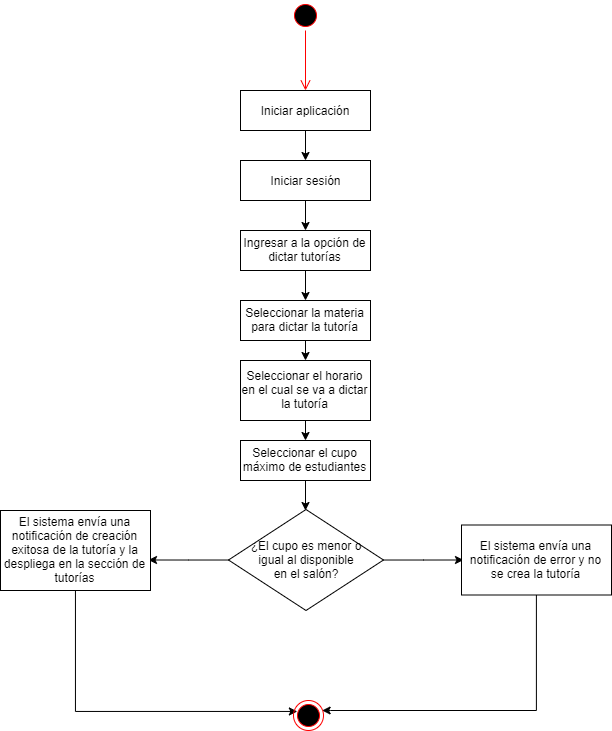 Iniciar aplicación
Iniciar sesión
Ingresar a la opción de
dictar tutorías
Seleccionar la materia
para dictar la tutoría
Seleccionar el horario
en el cual se va a dictar
la tutoría
Seleccionar el cupo
máximo de estudiantes
¿El cupo es menor o
igual al disponible
en el salón?
El sistema envía una
notificación de creación
exitosa de la tutoría y la
despliega en la sección de
tutorías
El sistema envía una
notificación de error y no
se crea la tutoría